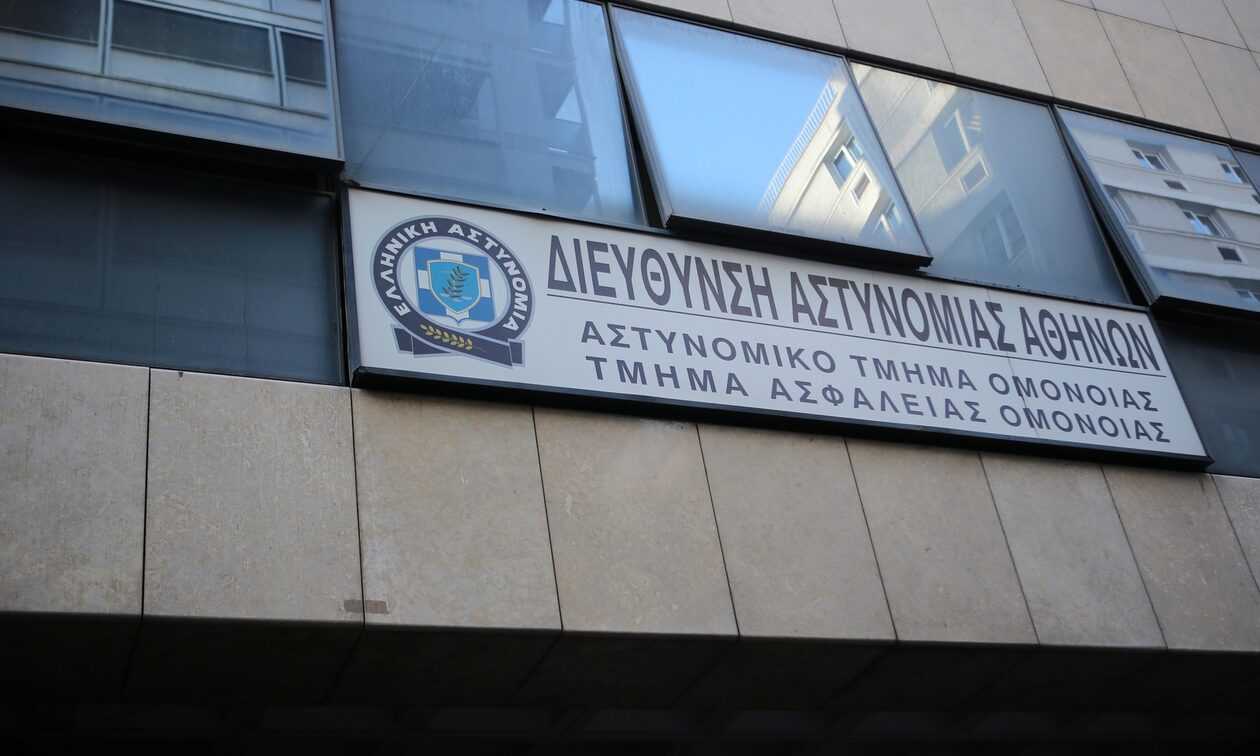 ΕΛΛΗΝΙΚΗ ΑΣΤΥΝΟΜΙΑ
ΔΙΕΥΘΥΝΣΗ ΑΣΤΥΝΟΜΙΑΣ ΑΘΗΝΩΝ
ΑΣΤΥΝΟΜΙΚΟ ΤΜΗΜΑ ΟΜΟΝΟΙΑΣ
ΤΜΗΜΑ ΑΣΦΑΛΕΙΑΣ ΟΜΟΝΟΙΑΣ